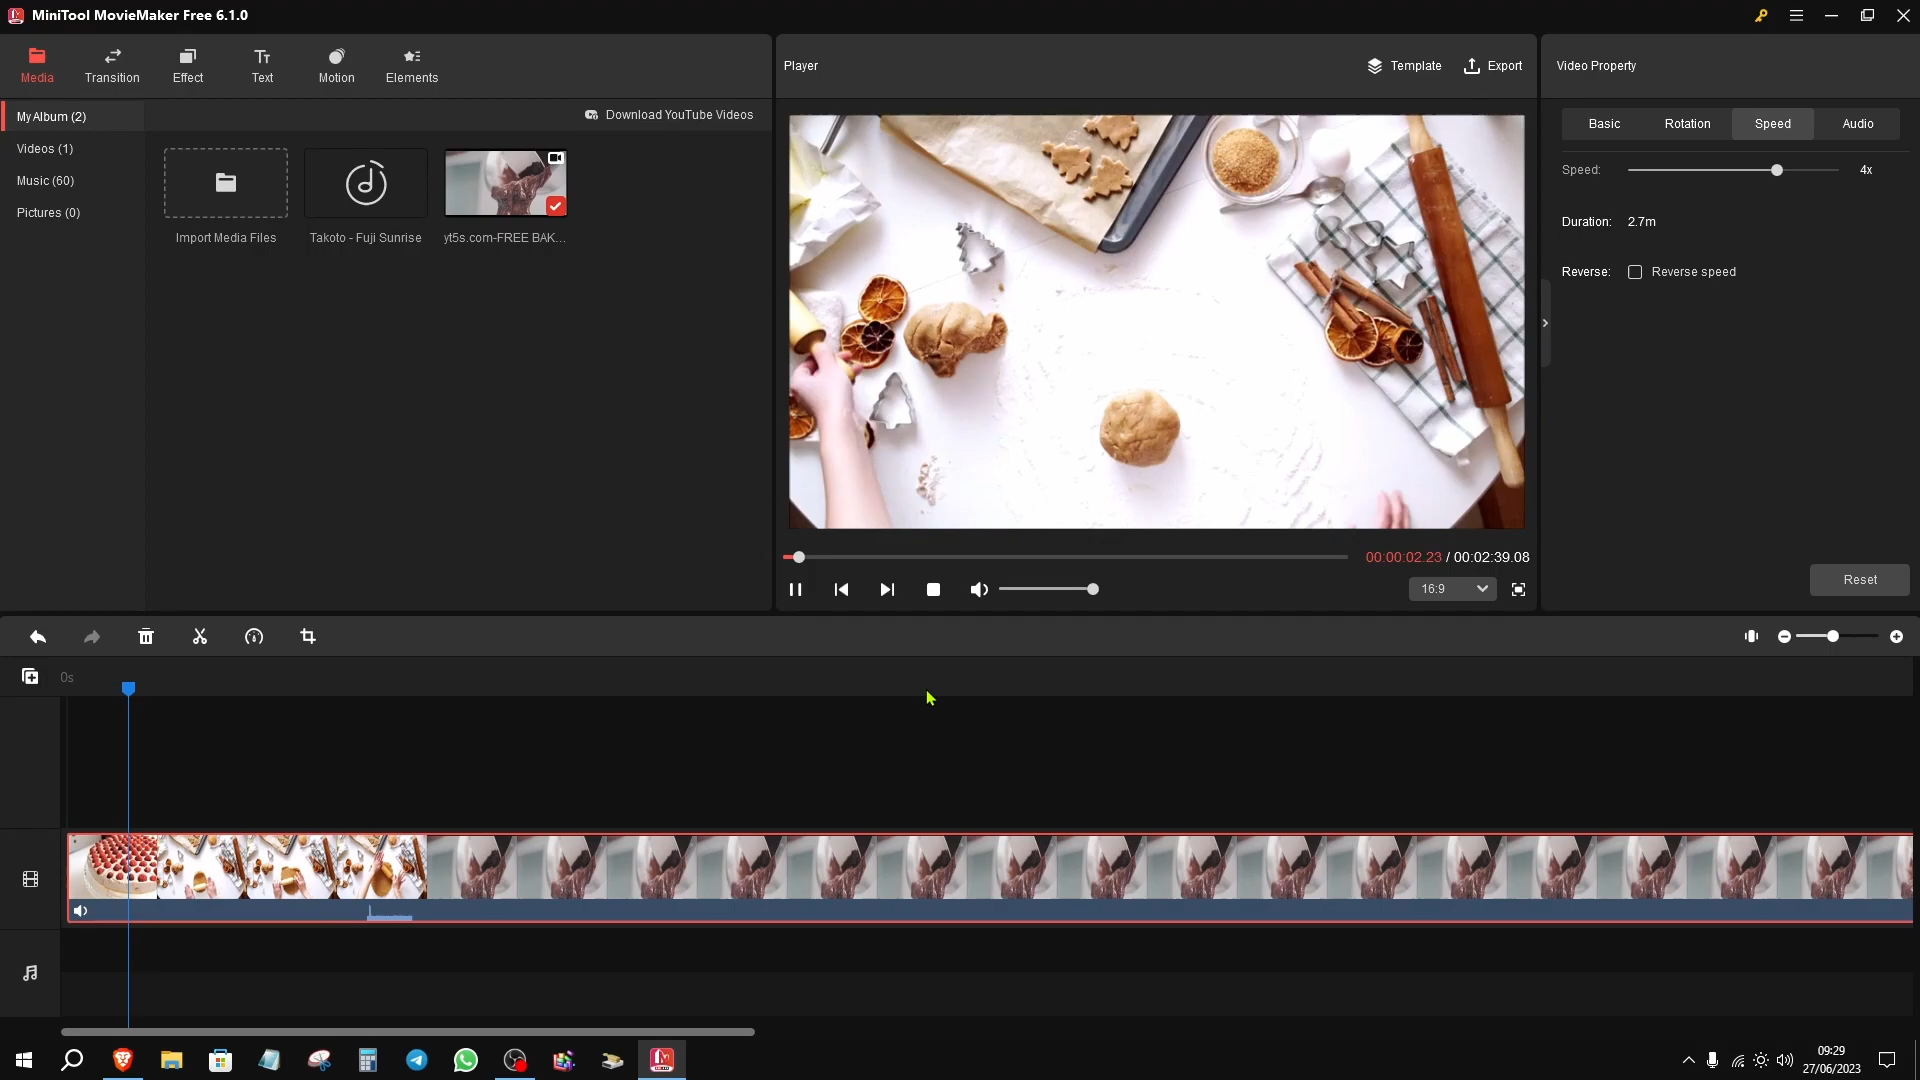 MiniTool MovieMaker Free 6.1.0
Media
Transition
Effect
Text
Motion
Elements
Player
Template
Export
Video Property
My Album (2)
Videos (1)
Music (60)
Pictures (0)
Download YouTube Videos
Import Media Files
Takoto - Fuji Sunrise
yt5s.com-FREE BAK...
Basic
Rotation
Speed
Audio
Speed:
4x
Duration: 2.7m
Reverse: Reverse speed
00:00:02.23 / 00:02:39.08
16:9
Reset
0s
09:29
27/06/2023